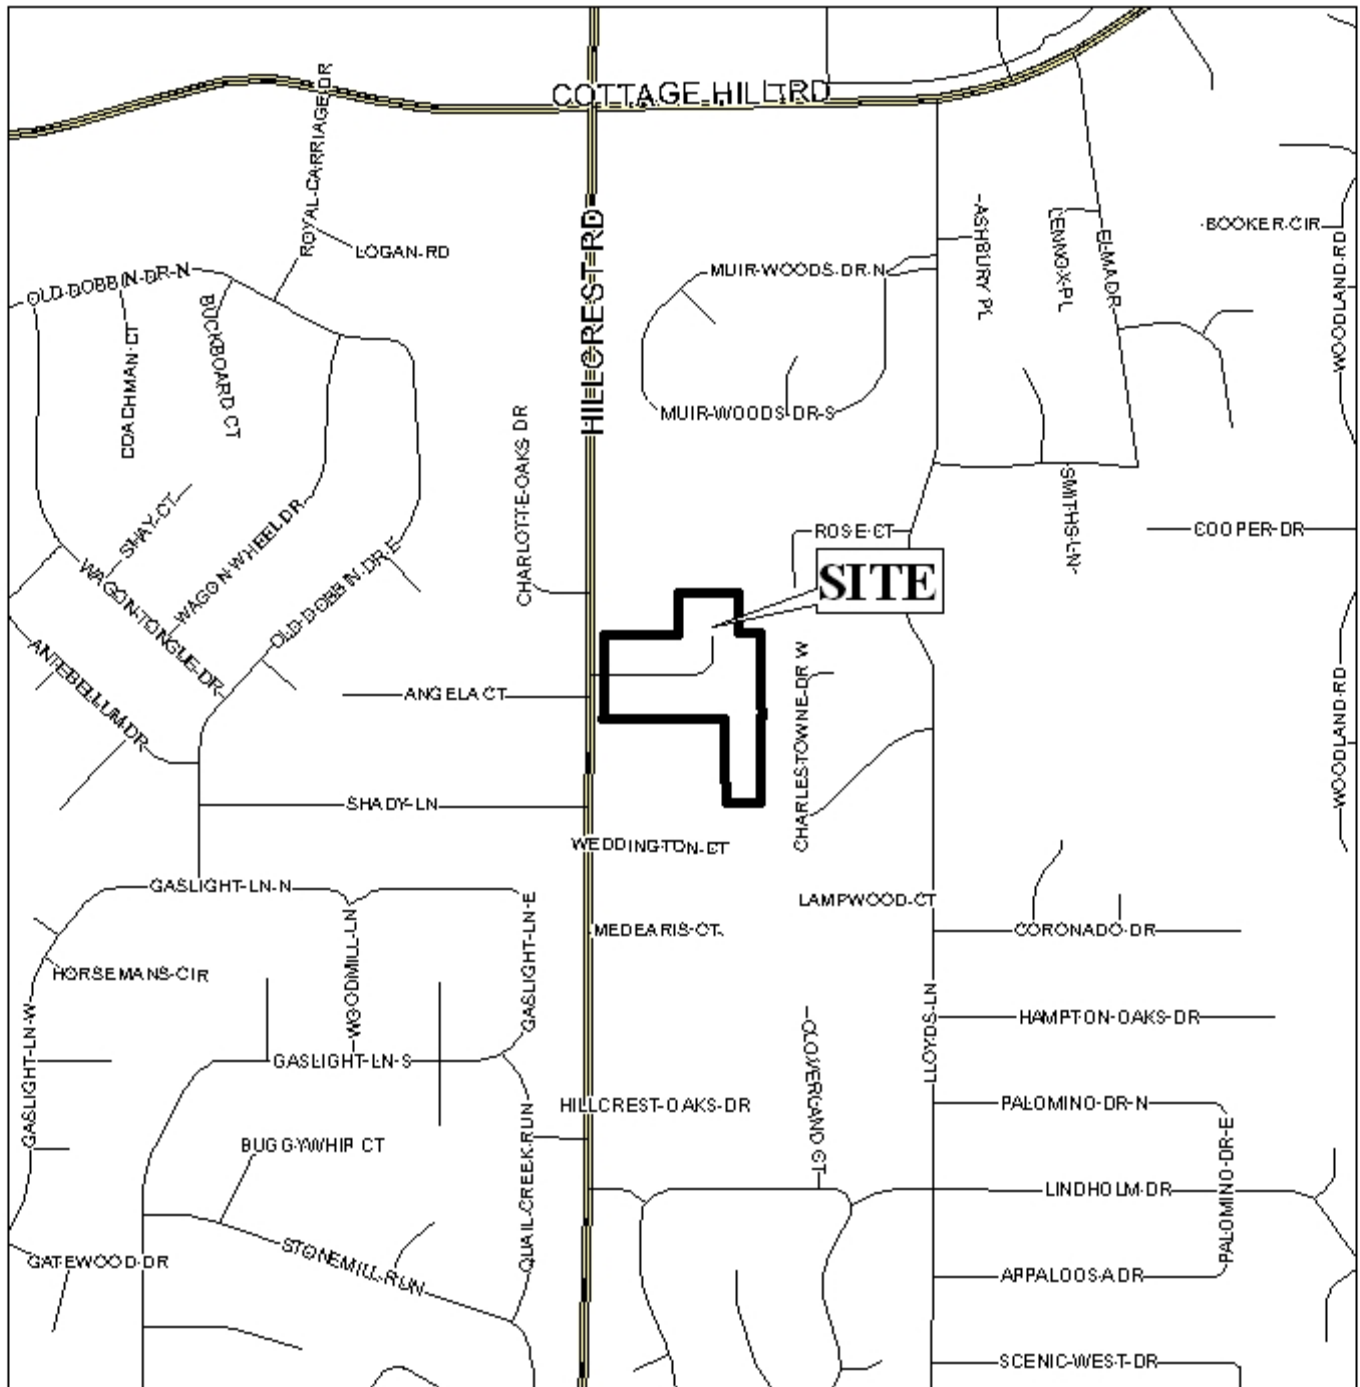 COTTAGE HILL RD
ROYAL CARRIAGE DR
HILLCREST RD
LOGAN RD
OLD DOBBIN DR N
COACHMAN CT
BUCKBOARD CT
MUIR WOODS DR N
ASHBURY PL
LENNOX PL
ELMA DR
BOOKER CIR
WOODLAND RD
MUIR WOODS DR S
CHARLOTTE OAKS DR
SHAY CT
WAGON WHEEL DR
OLD DOBBIN DR E
WAGON TONGUE DR
ROSE CT
SMITHS LN
COOPER DR
SITE
ANTEBELLUM DR
ANGELA CT
CHARLESTOWNE DR W
WOODLAND RD
SHADY LN
WEDDINGTON CT
GASLIGHT LN N
LAMPWOOD CT
WOODMILL LN
GASLIGHT LN E
MEDEARIS CT
CORONADO DR
HORSEMANS CIR
GASLIGHT LN W
LLOYDS LN
HAMPTON OAKS DR
GASLIGHT LN S
CLOVERLAND CT
HILLCREST OAKS DR
PALOMINO DR N
BUGGYWHIP CT
QUAIL CREEK RUN
PALOMINO DR E
LINDHOLM DR
GATEWOOD DR
STONEMILL RUN
APPALOOSA DR
SCENIC WEST DR